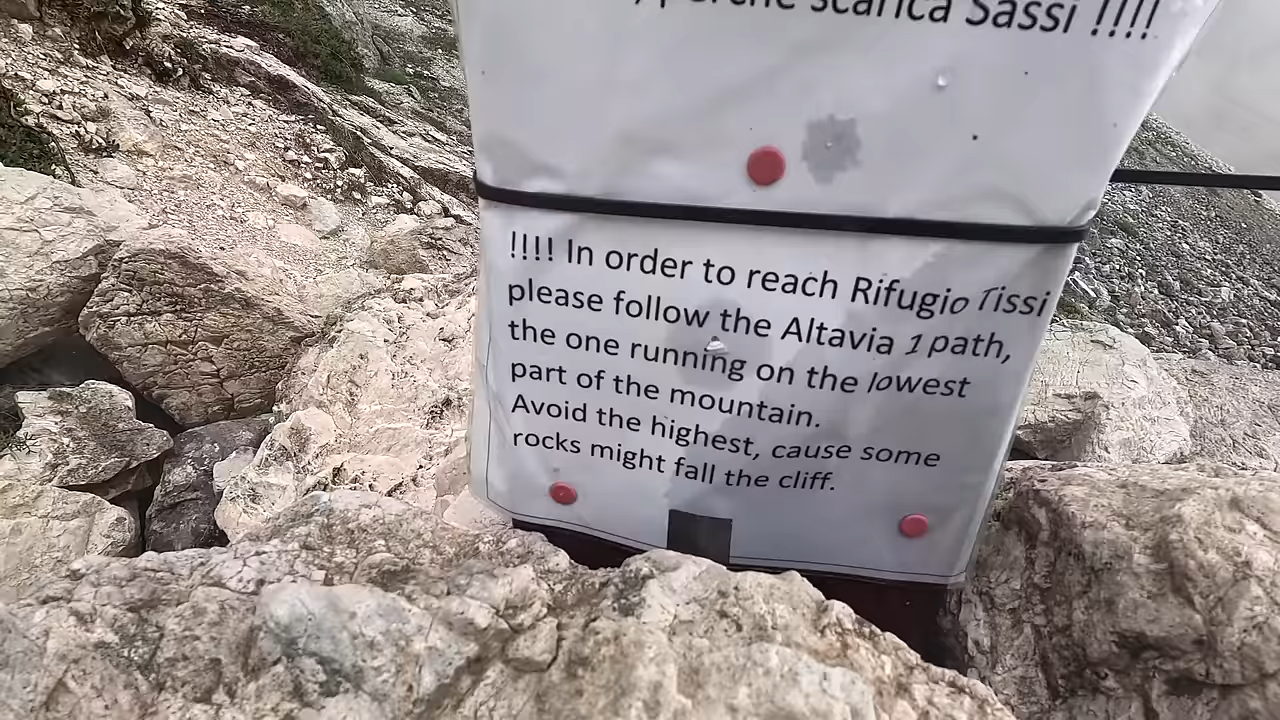 perche scarica Sassi !!!!
!!!! In order to reach Rifugio Tissi
please follow the Altavia 1 path,
the one running on the lowest
part of the mountain.
Avoid the highest, cause some
rocks might fall the cliff.